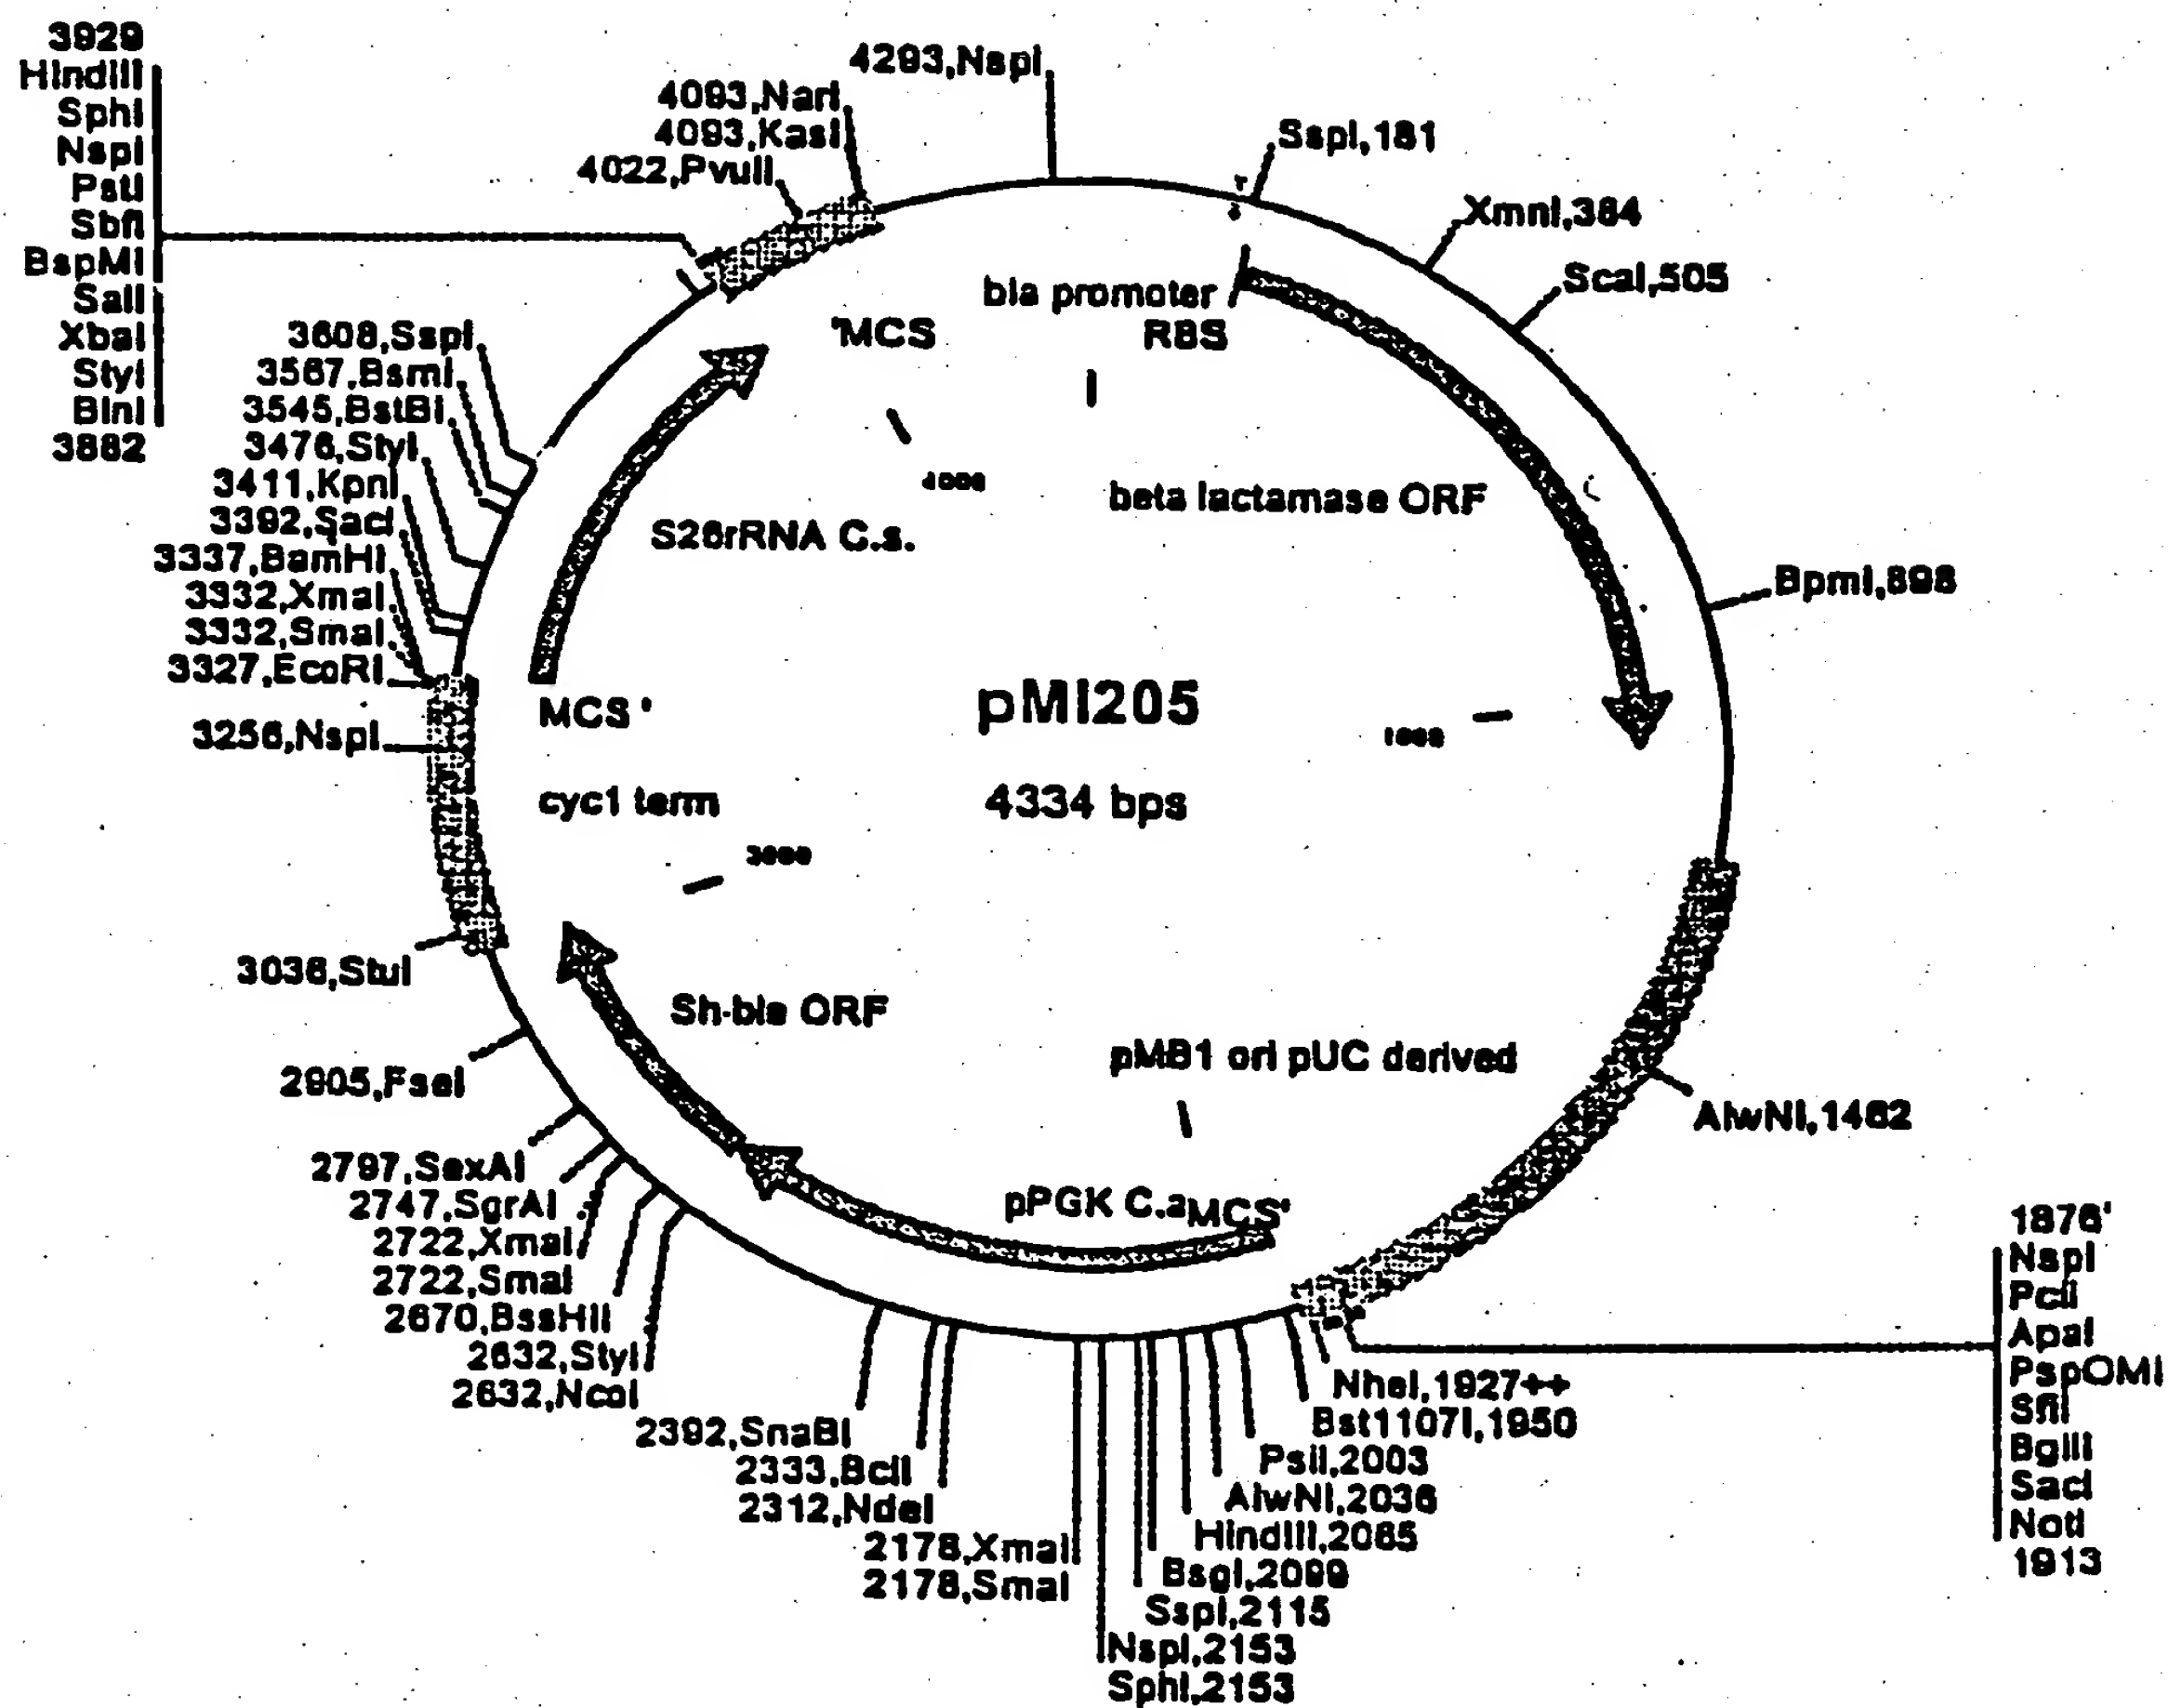 3929
HindIII
SphI
NspI
PstI
SbfI
BspMI
SalI
XbaI
StyI
BlnI
3882
4293,NspI
4093,NarI
4093,KasI
4022,PvuII
SspI,181
XmnI,384
ScaI,505
BpmI,898
AlwNI,1462
3608,SspI
3567,BsmI
3545,BstBI
3476,StyI
3411,KpnI
3392,SacI
3337,BamHI
3332,XmaI
3332,SmaI
3327,EcoRI
3256,NspI
3036,StuI
2905,FseI
2797,SexAI
2747,SgrAI
2722,XmaI
2722,SmaI
2670,BssHII
2632,StyI
2632,NcoI
2392,SnaBI
2333,BclI
2312,NdeI
2178,XmaI
2178,SmaI
bla promoter
RBS
'MCS
4000
beta lactamase ORF
S26rRNA C.s.
MCS'
pMI205
1000
cyc1 term
4334 bps
3000
Sh-ble ORF
pMB1 ori pUC derived
pPGK C.a
MCS'
1876'
NspI
PciI
ApaI
PspOMI
SfiI
BglII
SacI
NotI
1913
NheI,1927++
Bst1107I,1950
PsiI,2003
AlwNI,2036
HindIII,2065
BsgI,2099
SspI,2115
NspI,2153
SphI,2153